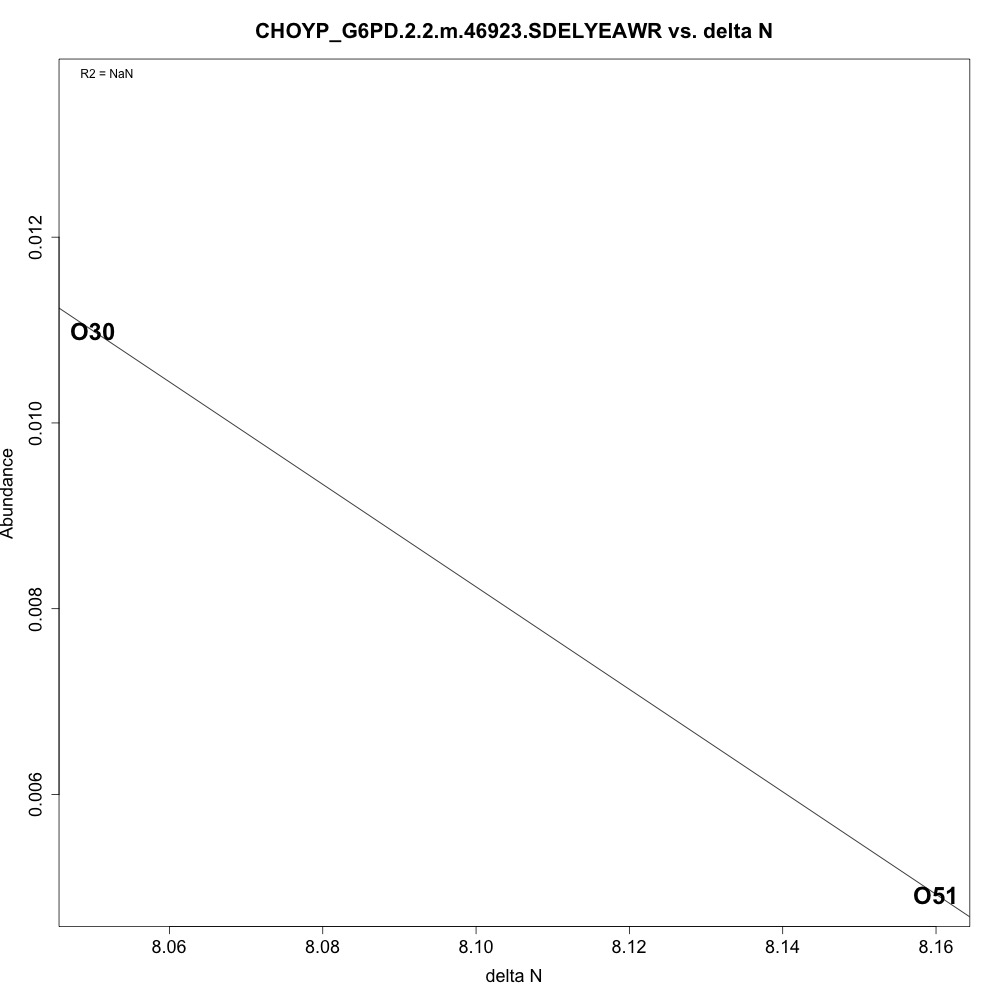 CHOYP_G6PD.2.2.m.46923.SDELYEAWR vs. delta N
R2 = NaN
0.012
0.010
0.008
0.006
Abundance
O30
O51
8.06 8.08 8.10 8.12 8.14 8.16
delta N